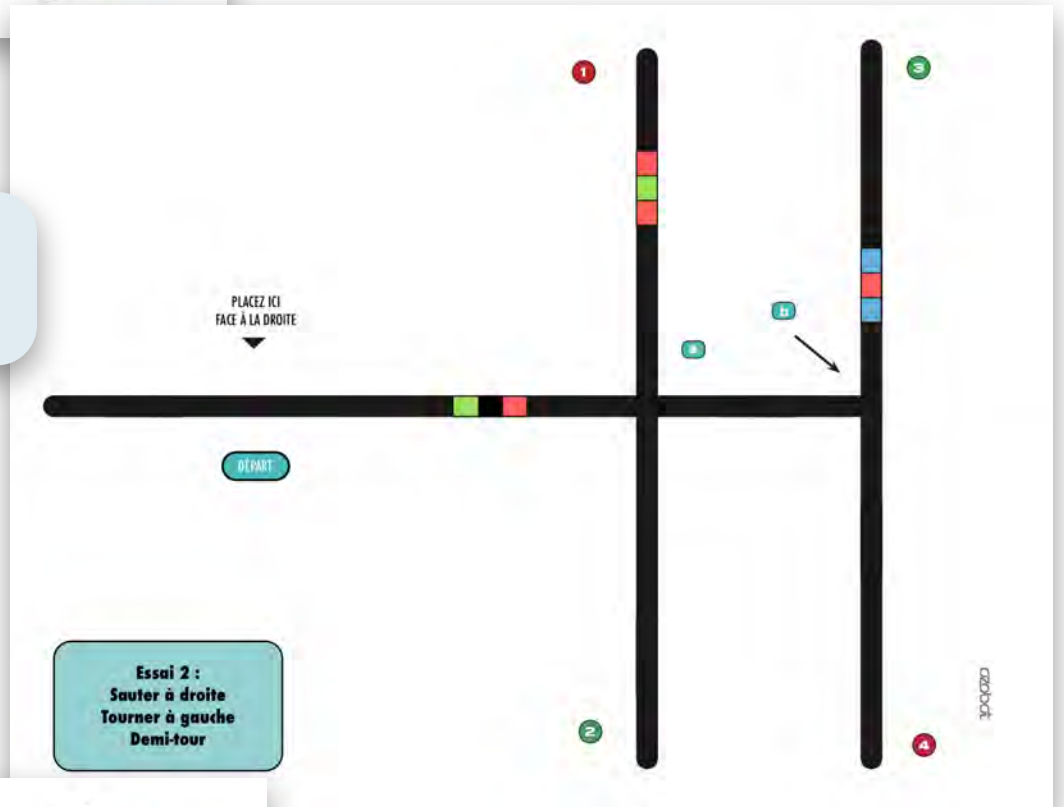 1
3
PLACEZ ICI
FACE À LA DROITE
b
a
DÉPART
Essai 2 :
Sauter à droite
Tourner à gauche
Demi-tour
2
4
ozobot